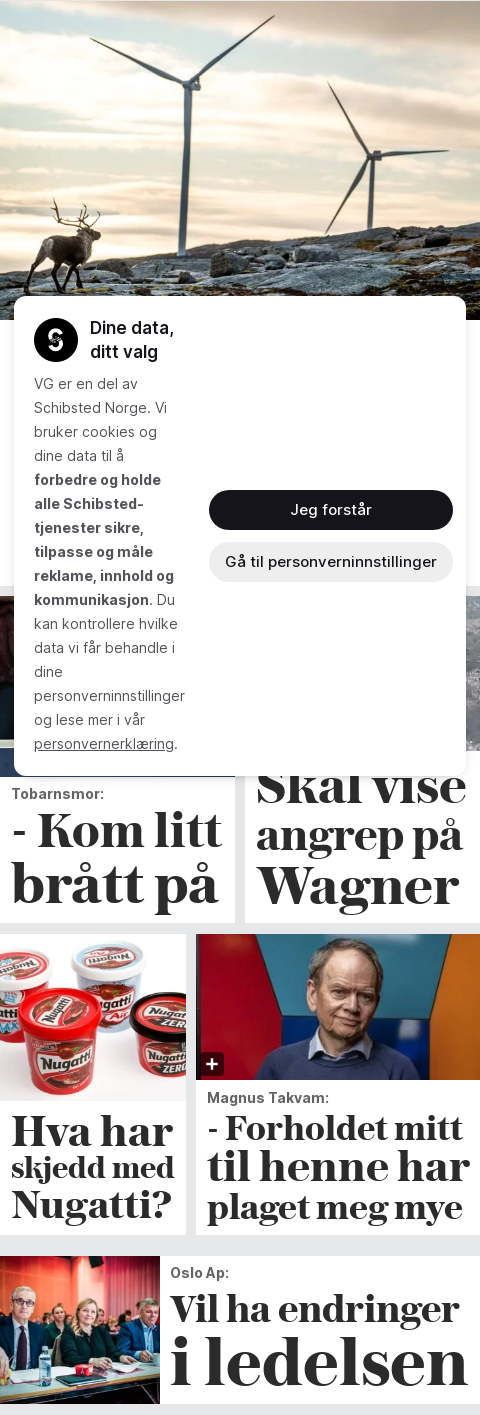 Dine data,
ditt valg
VG er en del av
Schibsted Norge. Vi
bruker cookies og
dine data til å
forbedre og holde
alle Schibsted-
tjenester sikre,
tilpasse og måle
reklame, innhold og
kommunikasjon. Du
kan kontrollere hvilke
data vi får behandle i
dine
personverninnstillinger
og lese mer i vår
personvernerklæring.
Jeg forstår
Gå til personverninnstillinger
Tobarnsmor:
- Kom litt
brått på
Skal vise
angrep på
Wagner
Nugatti
Nugatti
Air
Nugatti
Nugatti
ZERO
ZERO
Hva har
skjedd med
Nugatti?
Magnus Takvam:
- Forholdet mitt
til henne har
plaget meg mye
Oslo Ap:
Vil ha endringer
i ledelsen